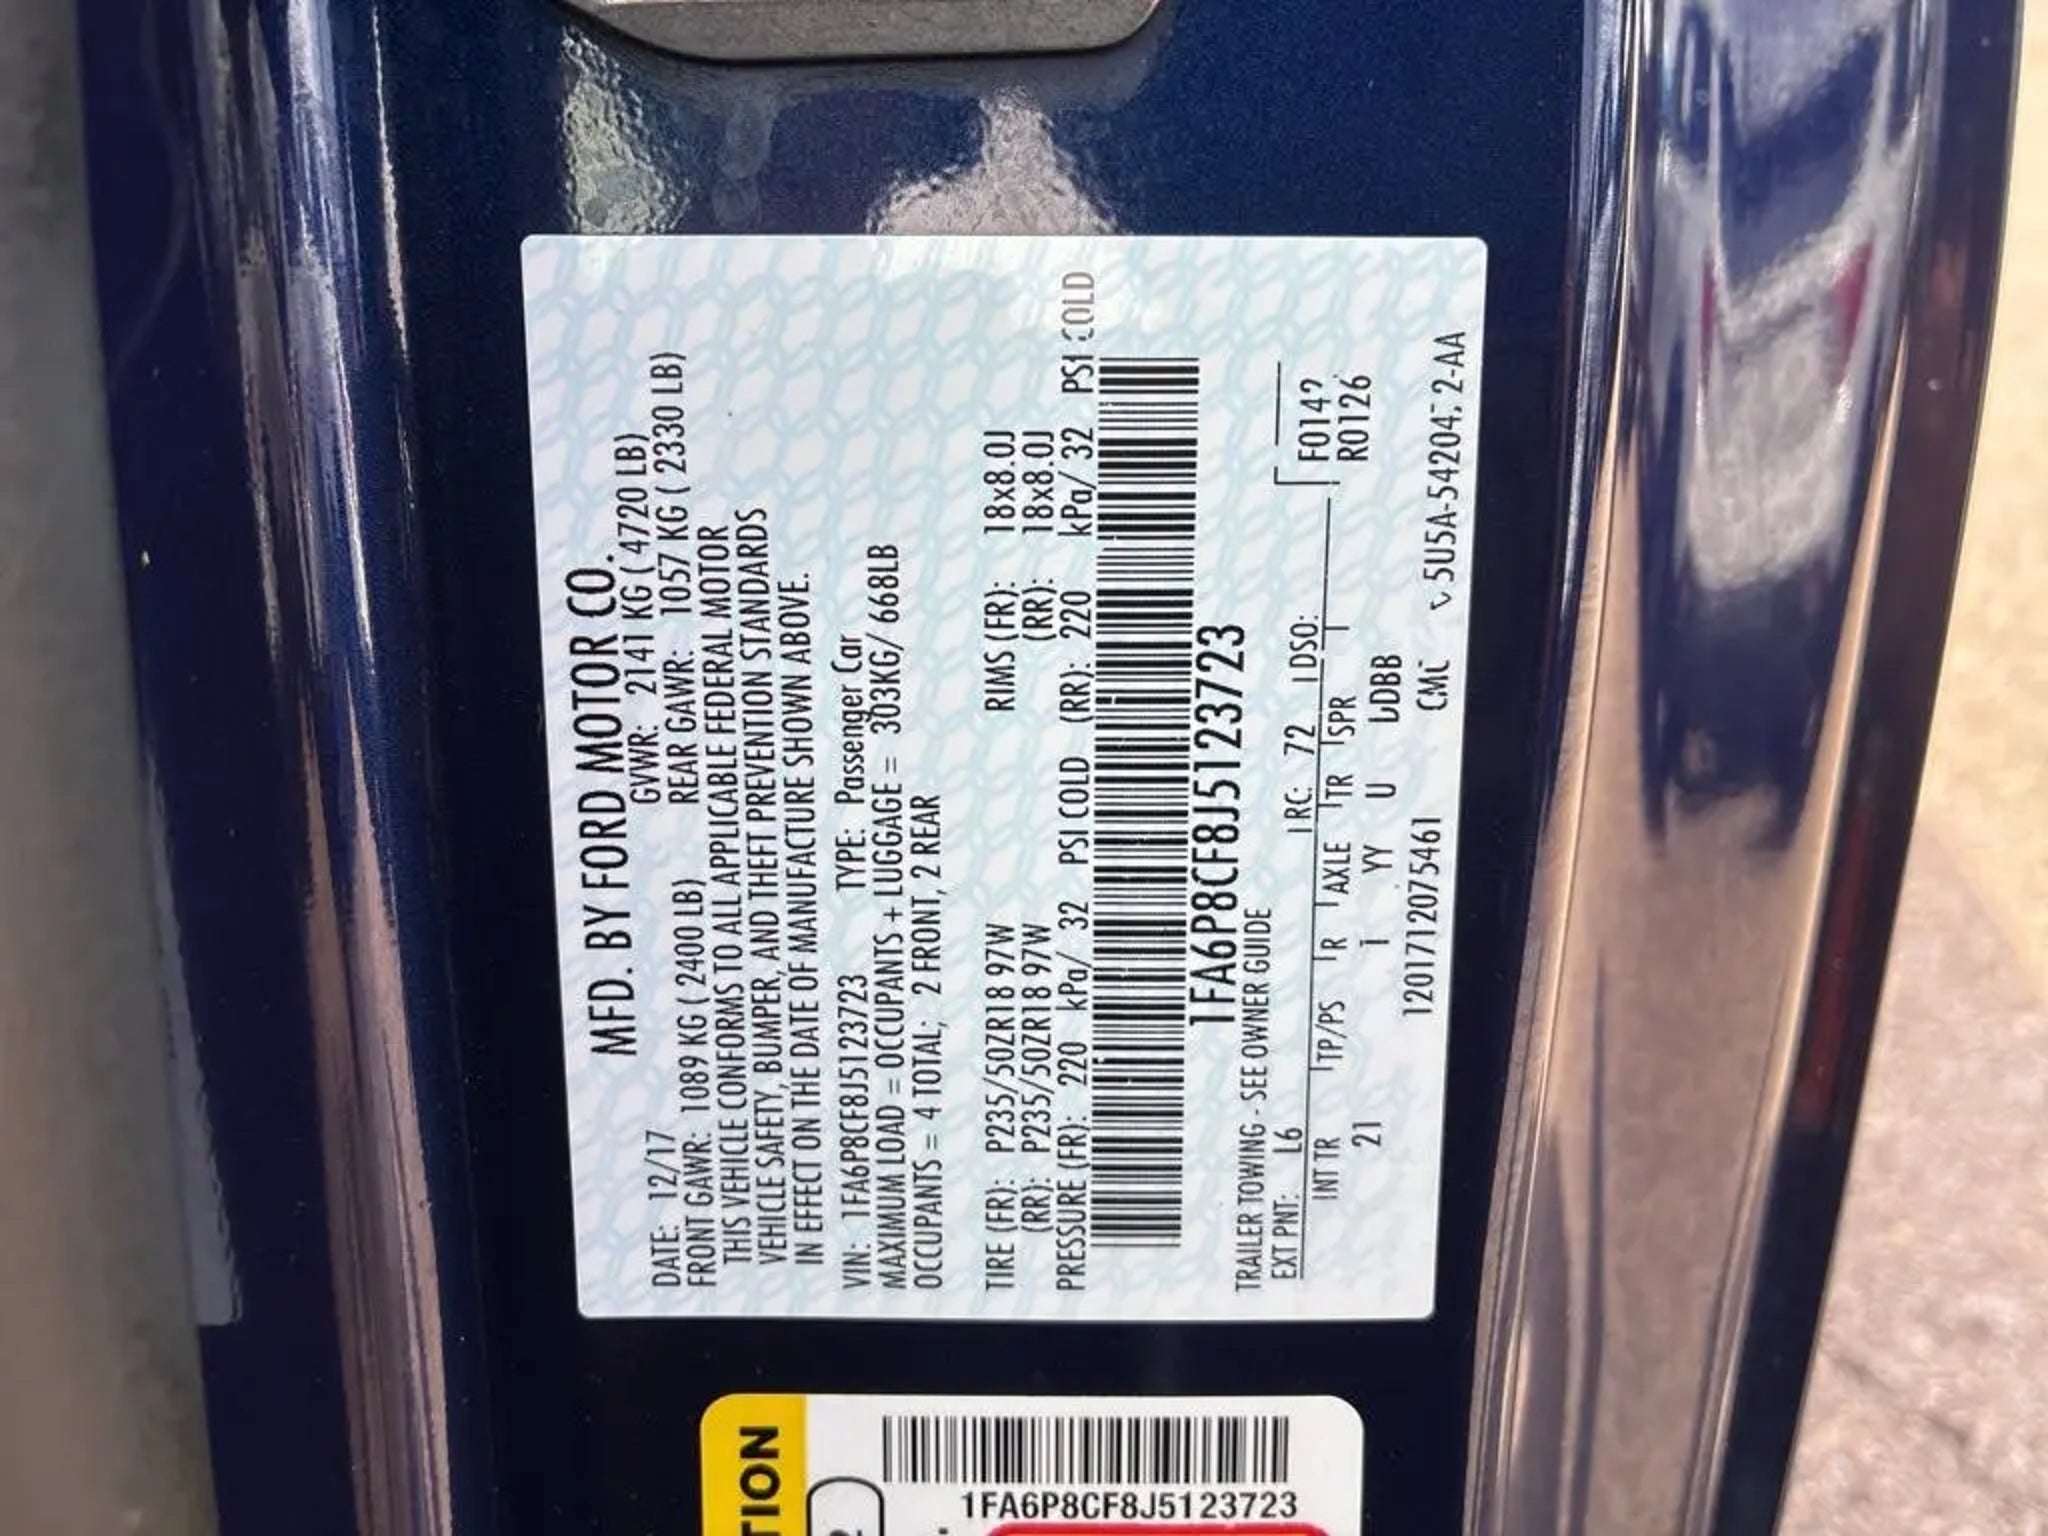 MFD. BY FORD MOTOR CO.
DATE: 12/17 GVWR: 2141 KG ( 4720 LB)
FRONT GAWR: 1089 KG ( 2400 LB) REAR GAWR: 1057 KG ( 2330 LB)
THIS VEHICLE CONFORMS TO ALL APPLICABLE FEDERAL MOTOR
VEHICLE SAFETY, BUMPER, AND THEFT PREVENTION STANDARDS
IN EFFECT ON THE DATE OF MANUFACTURE SHOWN ABOVE.
VIN: 1FA6P8CF8J5123723 TYPE: Passenger Car
MAXIMUM LOAD = OCCUPANTS + LUGGAGE = 303KG/ 668LB
OCCUPANTS = 4 TOTAL; 2 FRONT, 2 REAR
TIRE (FR): P235/50ZR18 97W RIMS (FR): 18x8.0J
(RR): P235/50ZR18 97W (RR): 18x8.0J
PRESSURE (FR): 220 kPa/ 32 PSI COLD (RR): 220 kPa/ 32 PSI COLD
1FA6P8CF8J5123723
TRAILER TOWING - SEE OWNER GUIDE
EXT PNT: L6 RC: 72 DSO:
INT TR TP/PS R AXLE TR SPR
F0142
R0126
21 YY U
1201712075461
TION
1FA6P8CF8J5123723